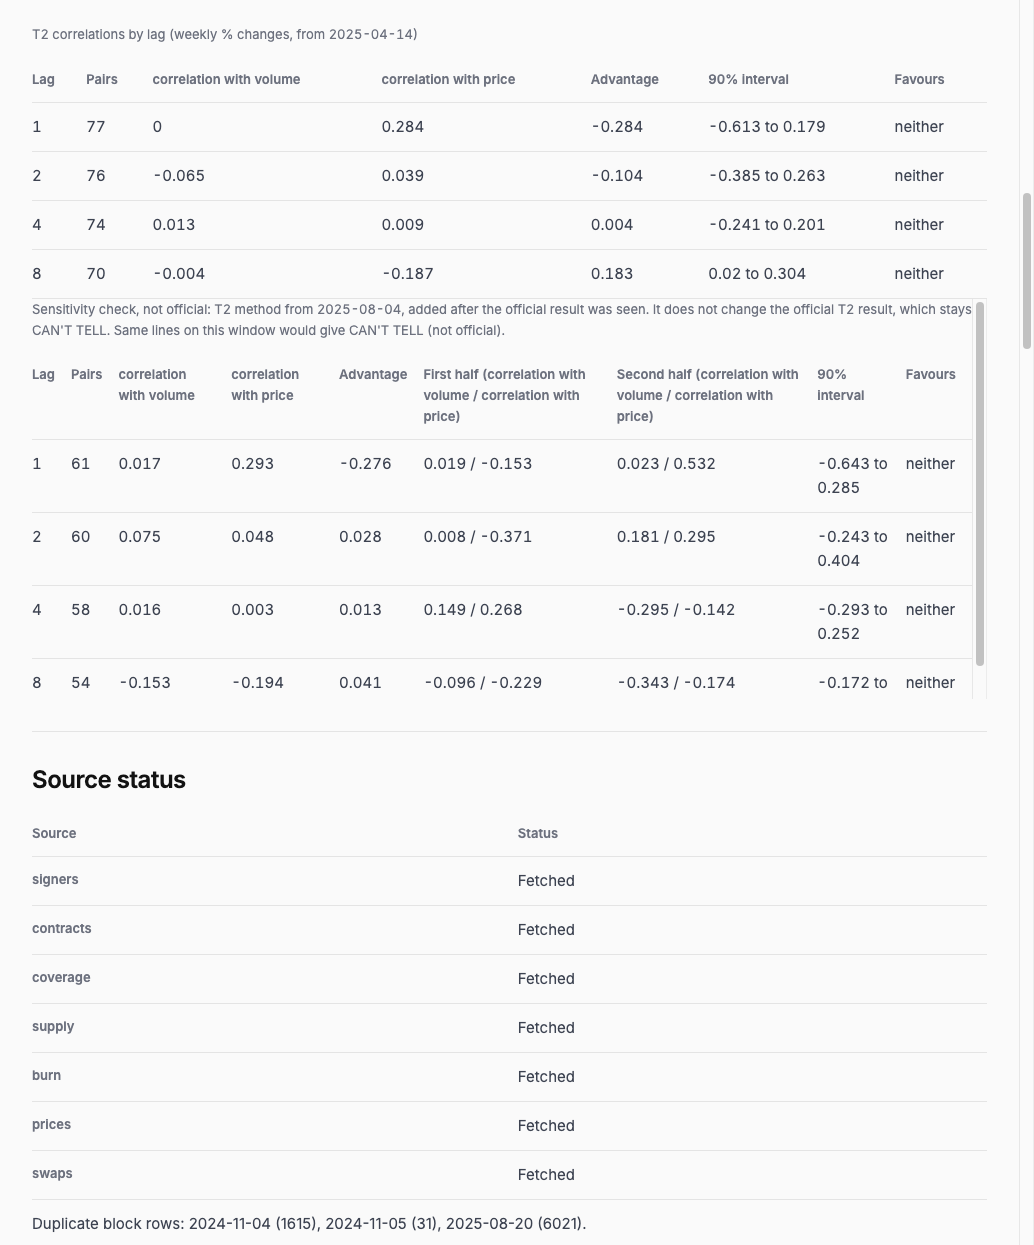 T2 correlations by lag (weekly % changes, from 2025-04-14)
Lag Pairs correlation with volume correlation with price Advantage 90% interval Favours
1 77 0 0.284 -0.284 -0.613 to 0.179 neither
2 76 -0.065 0.039 -0.104 -0.385 to 0.263 neither
4 74 0.013 0.009 0.004 -0.241 to 0.201 neither
8 70 -0.004 -0.187 0.183 0.02 to 0.304 neither
Sensitivity check, not official: T2 method from 2025-08-04, added after the official result was seen. It does not change the official T2 result, which stays
CAN'T TELL. Same lines on this window would give CAN'T TELL (not official).
Lag Pairs correlation correlation Advantage First half (correlation with Second half (correlation with 90% Favours
with volume with price volume / correlation with volume / correlation with interval
price) price)
1 61 0.017 0.293 -0.276 0.019 / -0.153 0.023 / 0.532 -0.643 to neither
0.285
2 60 0.075 0.048 0.028 0.008 / -0.371 0.181 / 0.295 -0.243 to neither
0.404
4 58 0.016 0.003 0.013 0.149 / 0.268 -0.295 / -0.142 -0.293 to neither
0.252
8 54 -0.153 -0.194 0.041 -0.096 / -0.229 -0.343 / -0.174 -0.172 to neither
Source status
Source Status
signers Fetched
contracts Fetched
coverage Fetched
supply Fetched
burn Fetched
prices Fetched
swaps Fetched
Duplicate block rows: 2024-11-04 (1615), 2024-11-05 (31), 2025-08-20 (6021).